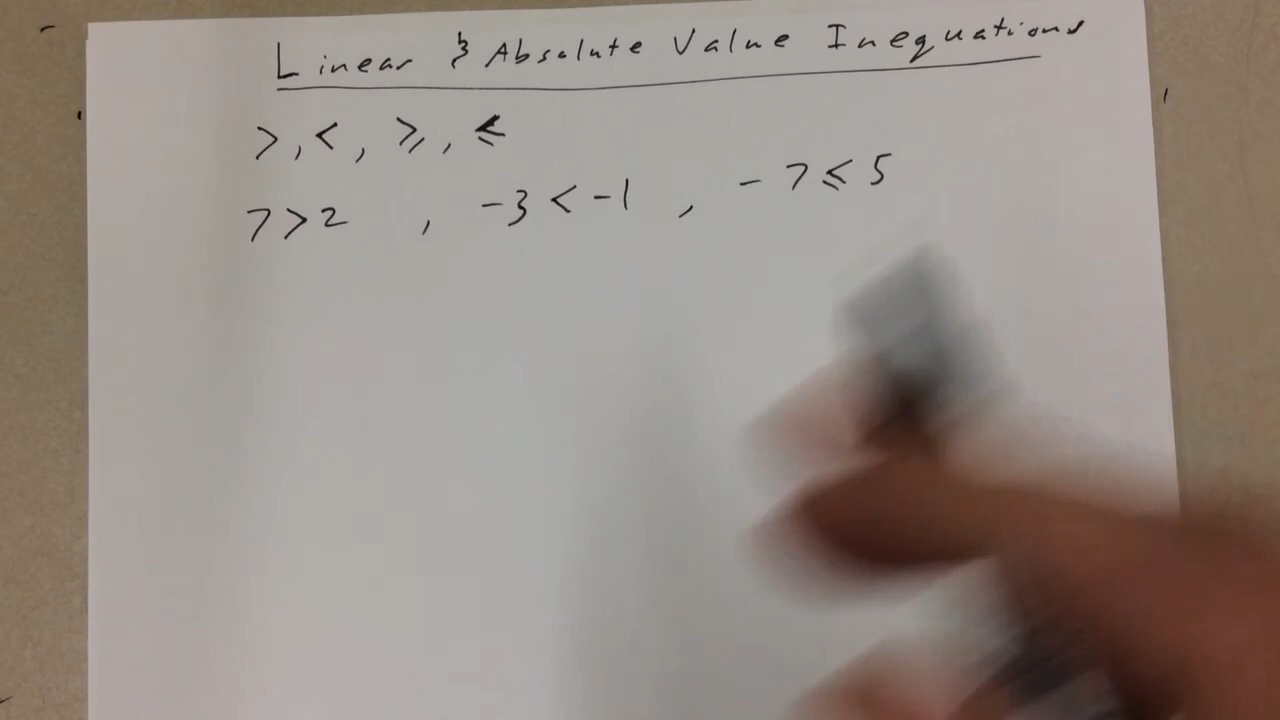 Linear & Absolute Value Inequations
>, <, ≥, ≤
7 > 2 , -3 < -1 , -7 ≤ 5